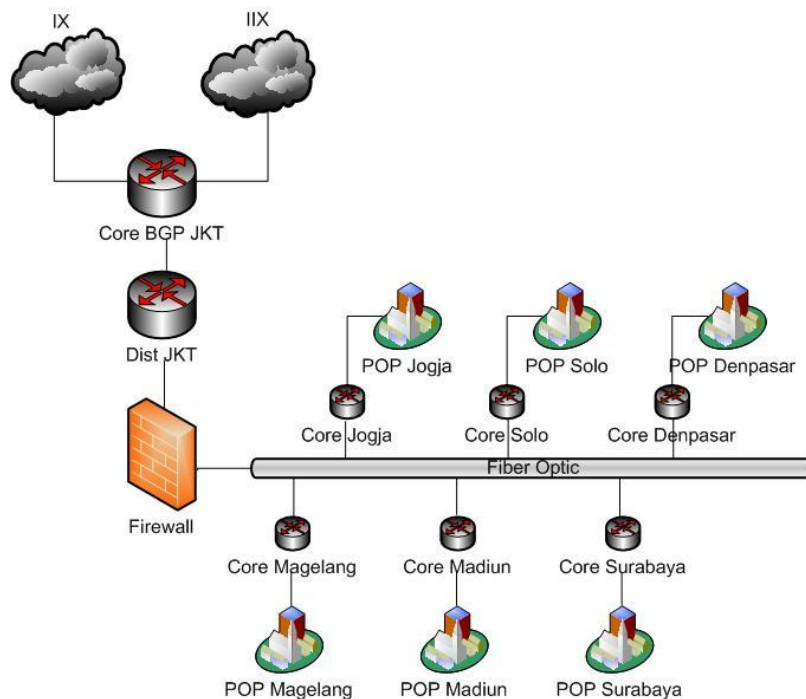 IX
IIX
Core BGP JKT
Dist JKT
POP Jogja
POP Solo
POP Denpasar
Core Jogja
Core Solo
Core Denpasar
Fiber Optic
Firewall
Core Magelang
Core Madiun
Core Surabaya
POP Magelang
POP Madiun
POP Surabaya